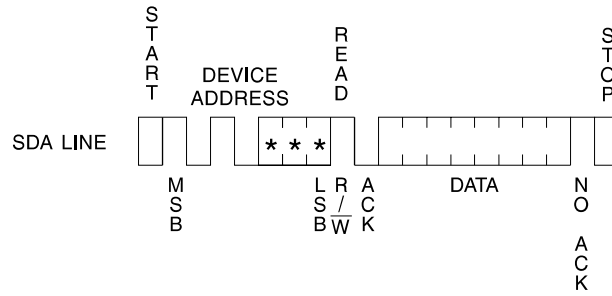 START
READ
STOP
DEVICE
ADDRESS
SDA LINE
* * *
MSB
LSB
R/W
ACK
DATA
NO ACK